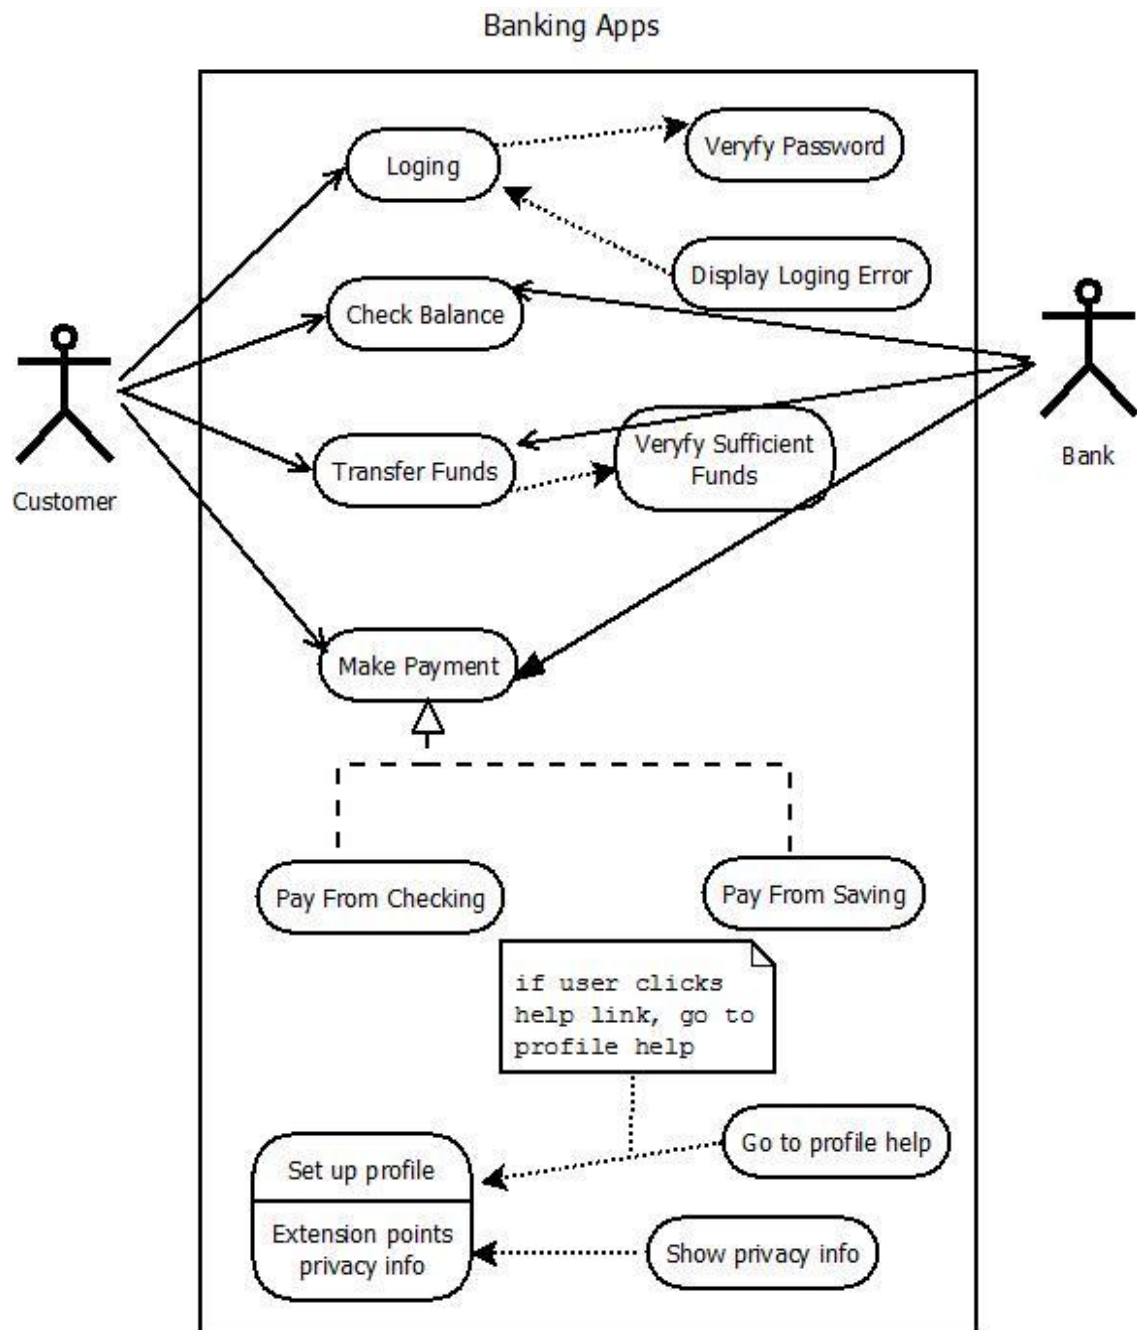 Banking Apps
Loging
Veryfy Password
Display Loging Error
Check Balance
Customer
Transfer Funds
Veryfy Sufficient
Funds
Bank
Make Payment
Pay From Checking
Pay From Saving
if user clicks
help link, go to
profile help
Set up profile
Go to profile help
Extension points
privacy info
Show privacy info